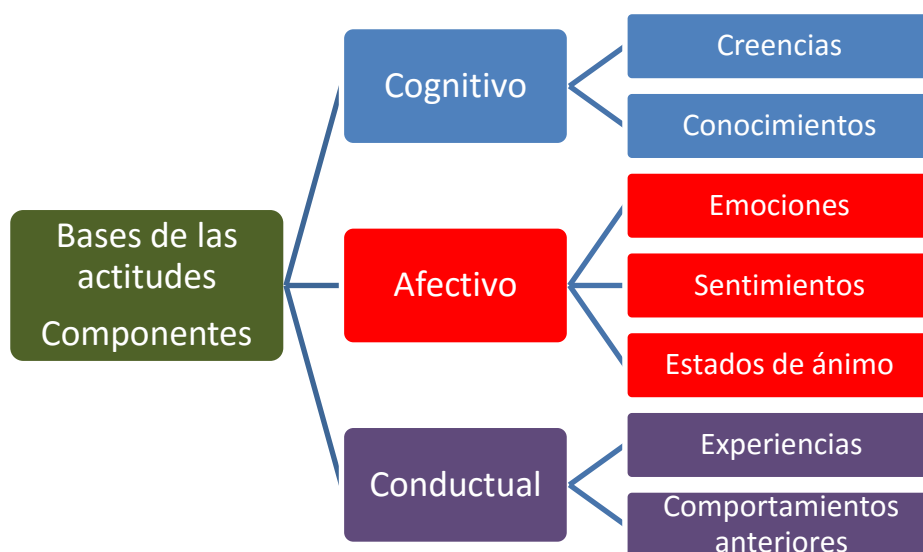 Bases de las
actitudes
Componentes
Cognitivo
Creencias
Conocimientos
Afectivo
Emociones
Sentimientos
Estados de ánimo
Conductual
Experiencias
Comportamientos
anteriores